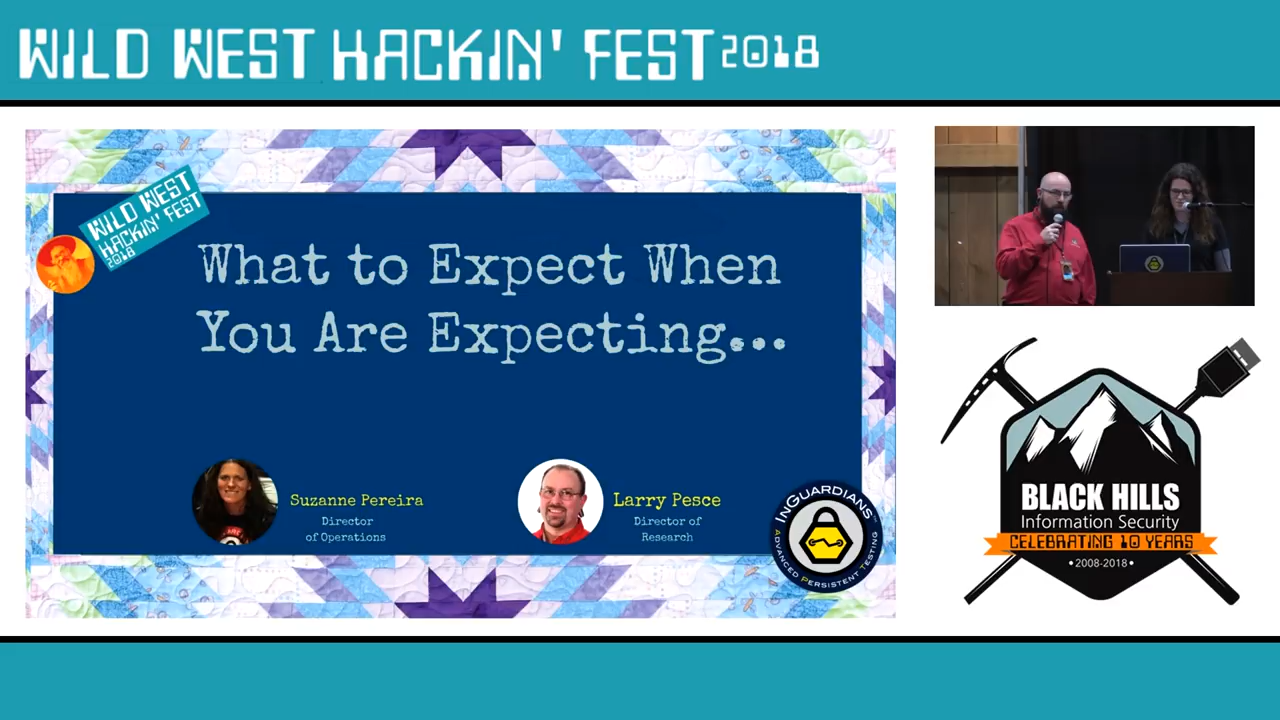 WILD WEST HACKIN' FEST 2018
WILD WEST
HACKIN' FEST
2018
What to Expect When
You Are Expecting...
Suzanne Pereira
Director
of Operations
Larry Pesce
Director of
Research
INGUARDIANS™
ADVANCED PERSISTENT TESTING
BLACK HILLS
Information Security
CELEBRATING 10 YEARS
•2008-2018•